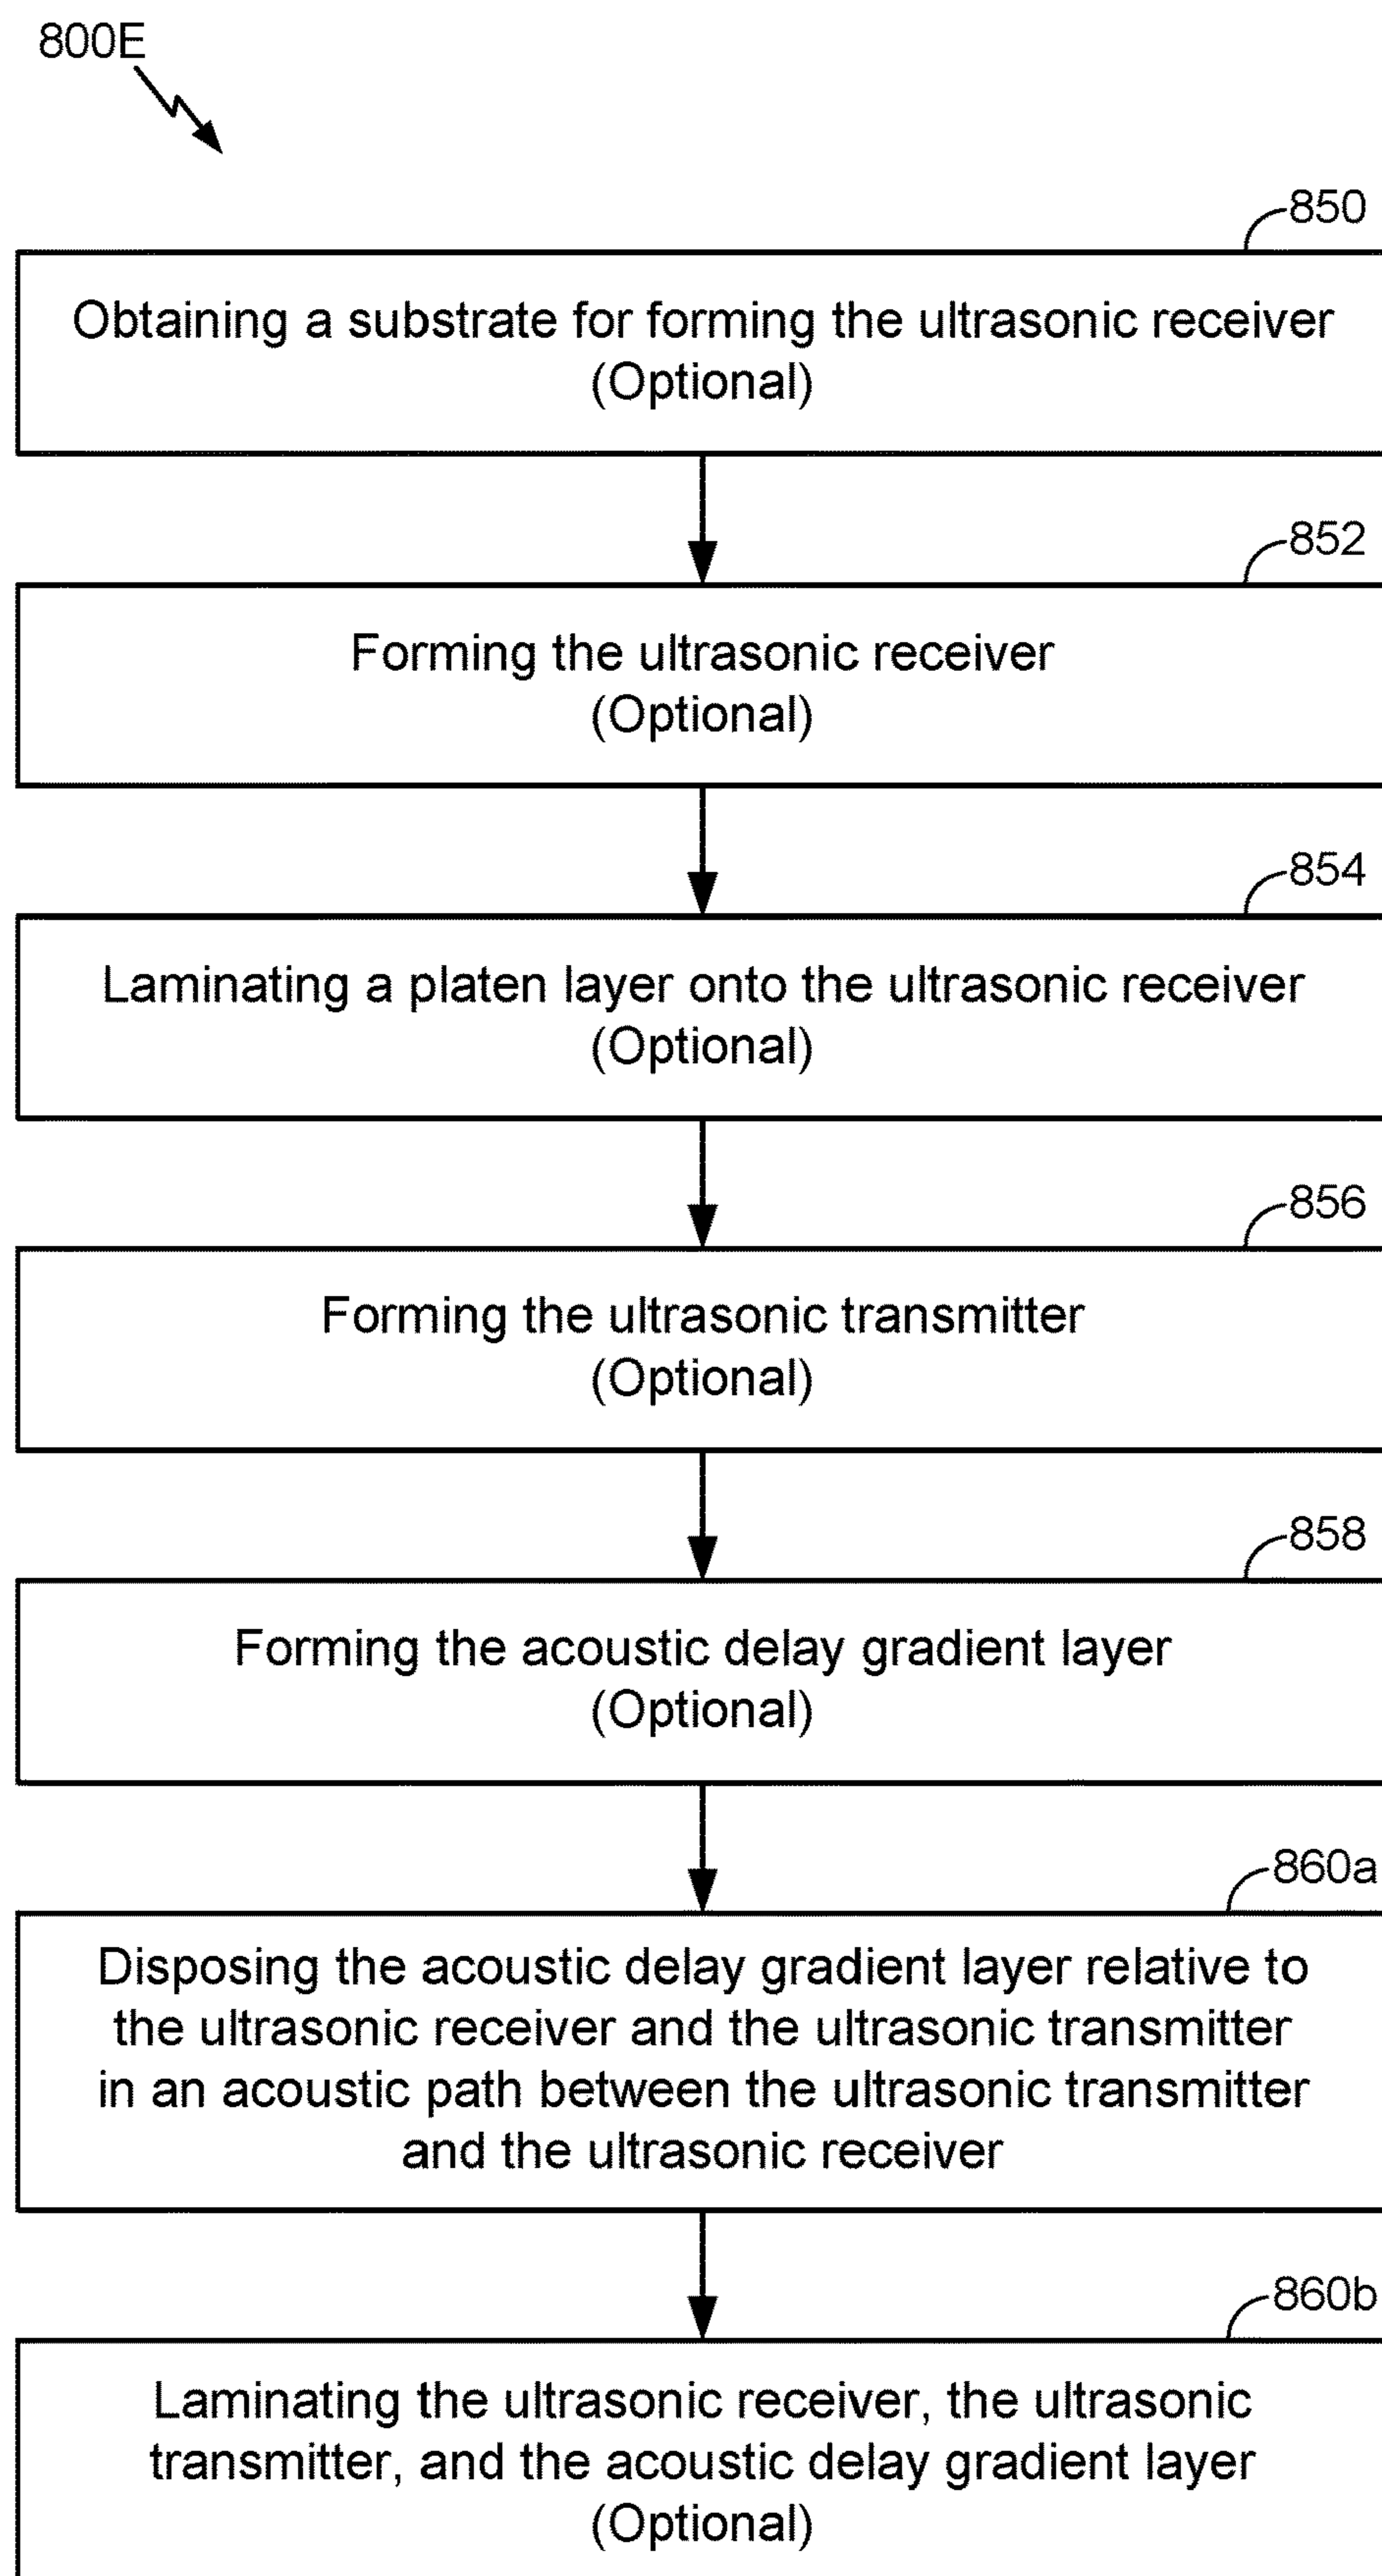 800E
850
Obtaining a substrate for forming the ultrasonic receiver
(Optional)
852
Forming the ultrasonic receiver
(Optional)
854
Laminating a platen layer onto the ultrasonic receiver
(Optional)
856
Forming the ultrasonic transmitter
(Optional)
858
Forming the acoustic delay gradient layer
(Optional)
860a
Disposing the acoustic delay gradient layer relative to
the ultrasonic receiver and the ultrasonic transmitter
in an acoustic path between the ultrasonic transmitter
and the ultrasonic receiver
860b
Laminating the ultrasonic receiver, the ultrasonic
transmitter, and the acoustic delay gradient layer
(Optional)